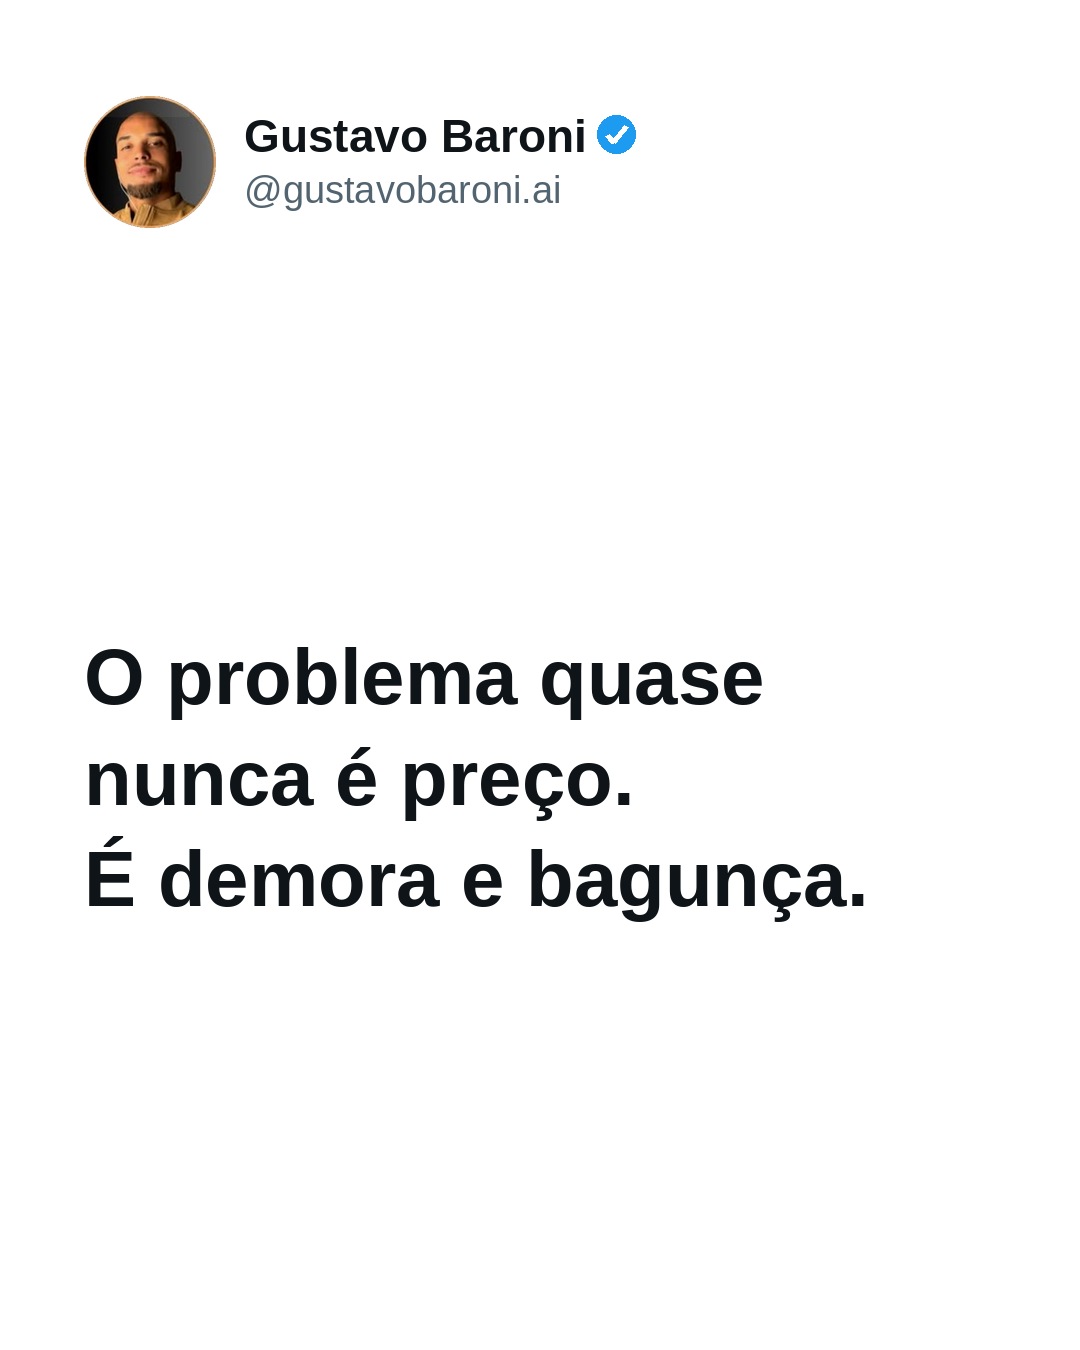 Gustavo Baroni
@gustavobaroni.ai
O problema quase
nunca é preço.
É demora e bagunça.